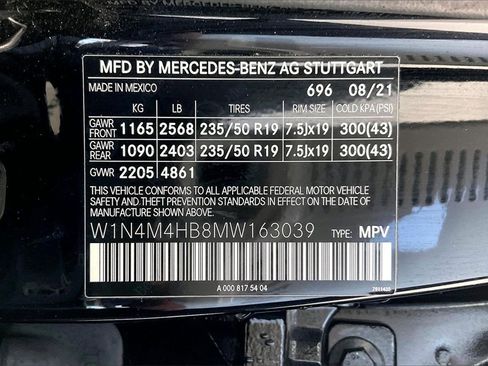 MFD BY MERCEDES-BENZ AG STUTTGART
MADE IN MEXICO 696 08/21
KG LB TIRES RIM SIZE COLD KPA (PSI)
GAWR FRONT 1165 2568 235/50 R19 7.5Jx19 300(43)
GAWR REAR 1090 2403 235/50 R19 7.5Jx19 300(43)
GVWR 2205 4861
THIS VEHICLE CONFORMS TO ALL APPLICABLE FEDERAL MOTOR VEHICLE
SAFETY AND THEFT PREVENTION STANDARDS IN EFFECT ON THE DATE OF
MANUFACTURE SHOWN ABOVE.
W1N4M4HB8MW163039 TYPE: MPV
A 000 817 54 04